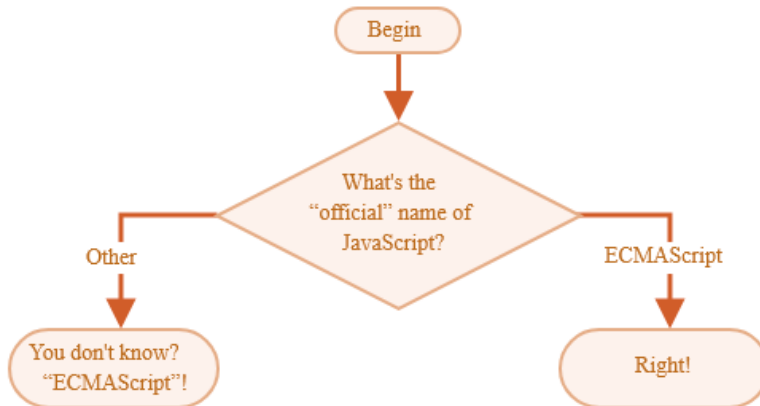 Begin
What's the
“official” name of
JavaScript?
Other
ECMAScript
You don't know?
“ECMAScript”!
Right!